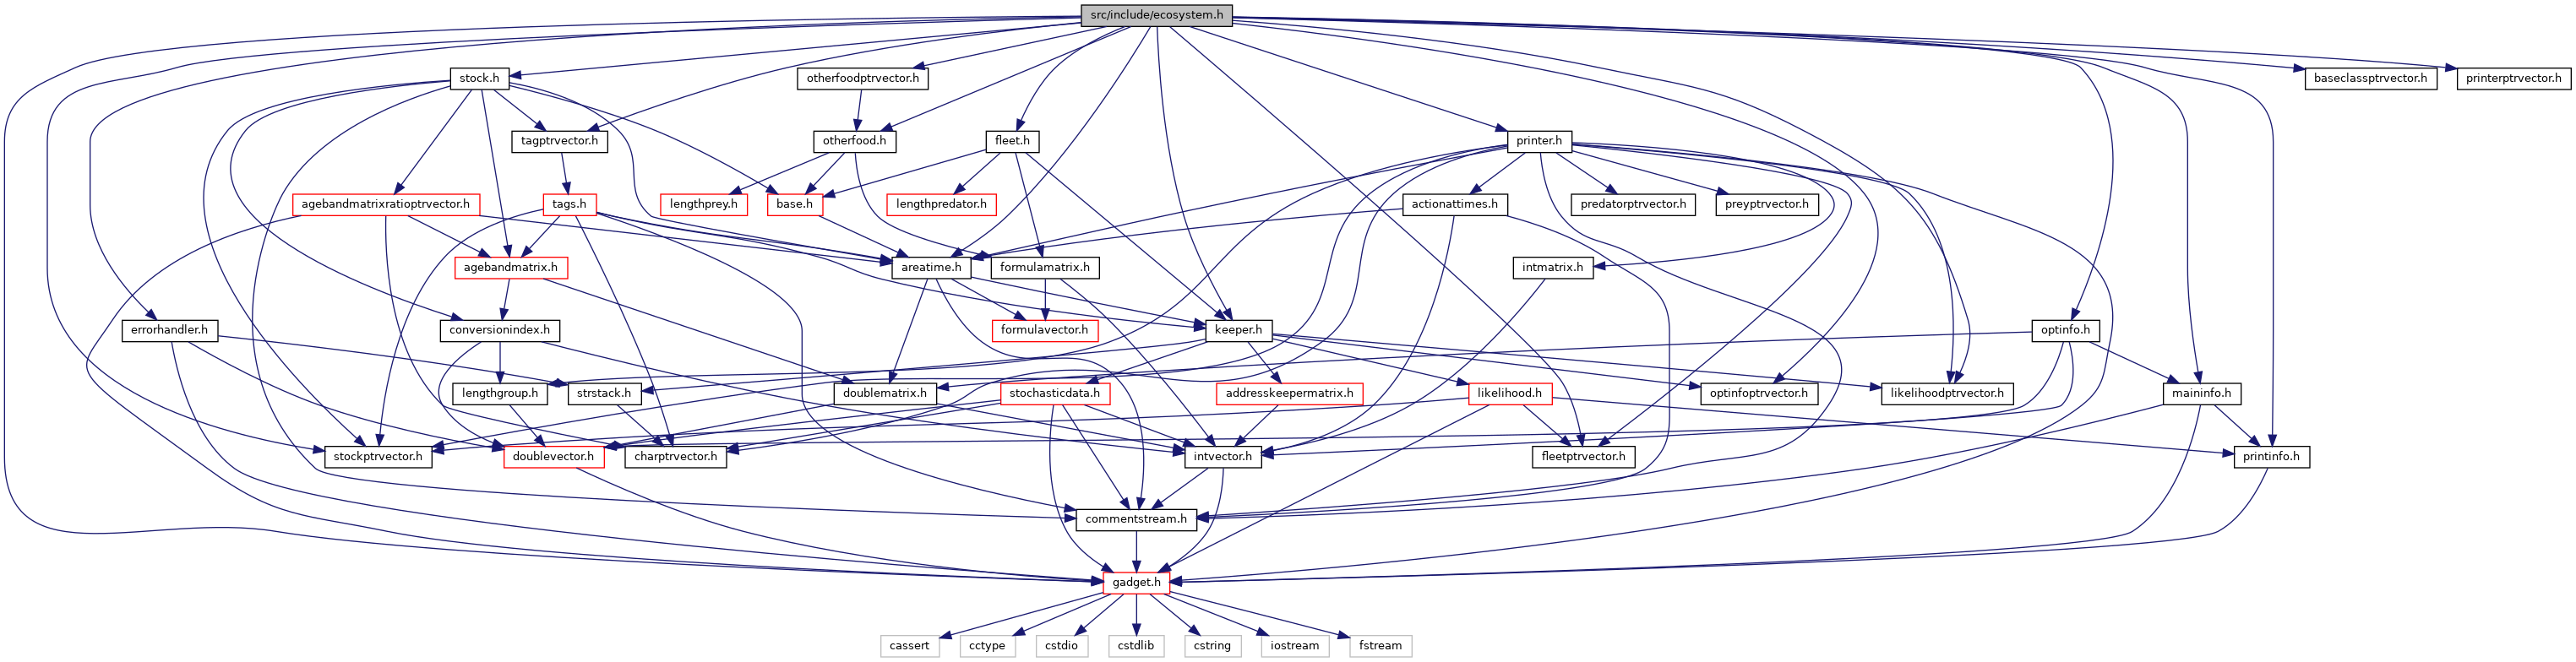 src/include/ecosystem.h
stock.h
otherfoodptrvector.h
baseclassptrvector.h
printerptrvector.h
tagptrvector.h
otherfood.h
fleet.h
printer.h
agebandmatrixratioptrvector.h
tags.h
lengthprey.h
base.h
lengthpredator.h
actionattimes.h
predatorptrvector.h
preyptrvector.h
agebandmatrix.h
areatime.h
formulamatrix.h
intmatrix.h
errorhandler.h
conversionindex.h
formulavector.h
keeper.h
optinfo.h
lengthgroup.h
strstack.h
doublematrix.h
stochasticdata.h
addresskeepermatrix.h
likelihood.h
optinfoptrvector.h
likelihoodptrvector.h
maininfo.h
stockptrvector.h
doublevector.h
charptrvector.h
intvector.h
fleetptrvector.h
printinfo.h
commentstream.h
gadget.h
cassert
cctype
cstdio
cstdlib
cstring
iostream
fstream